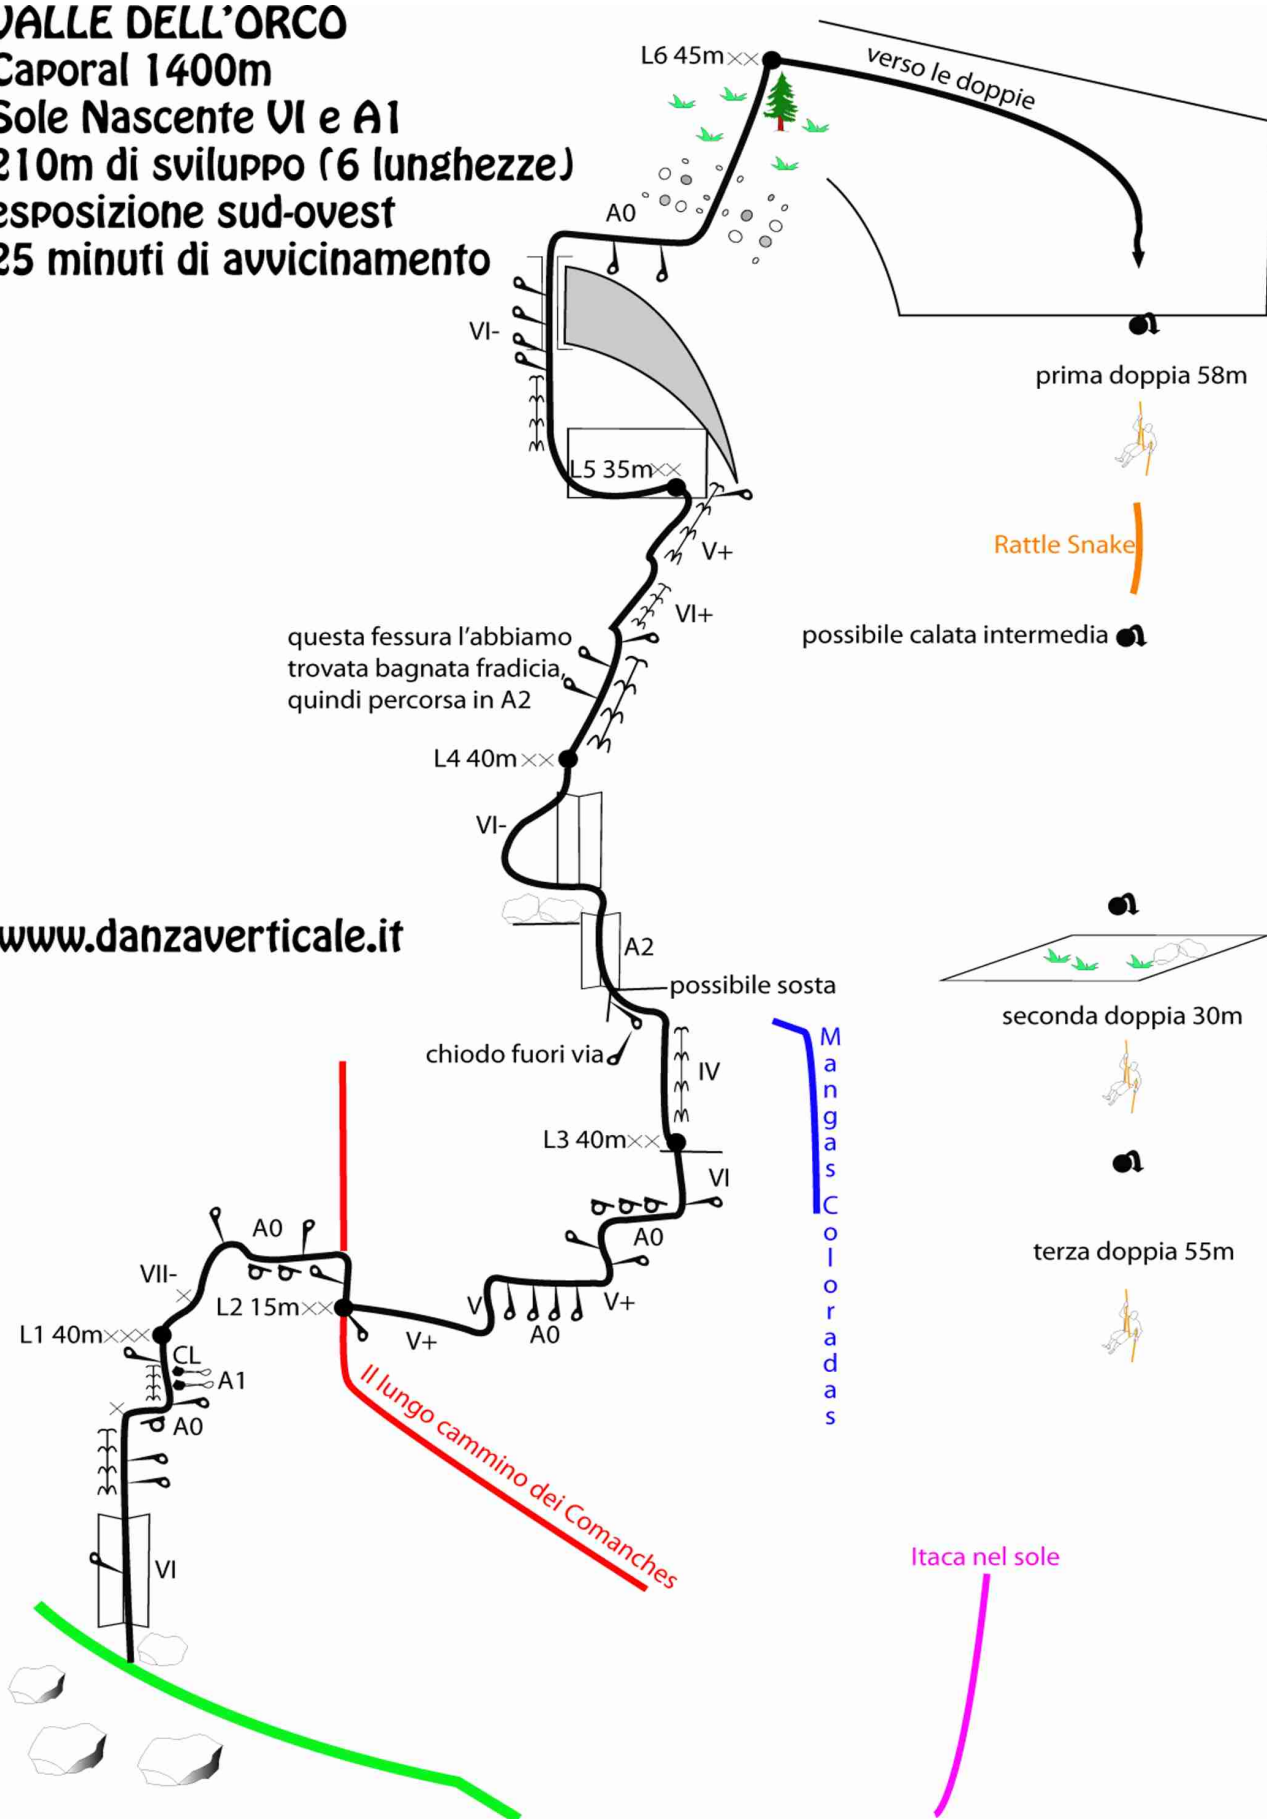 VALLE DELL'ORCO
Caporal 1400m
Sole Nascente VI e A1
210m di sviluppo (6 lunghezze)
esposizione sud-ovest
25 minuti di avvicinamento
L6 45m
verso le doppie
A0
VI-
prima doppia 58m
L5 35m
V+
Rattle Snake
VI+
possibile calata intermedia
questa fessura l'abbiamo
trovata bagnata fradicia,
quindi percorsa in A2
L4 40m
VI-
www.danzaverticale.it
A2
possibile sosta
seconda doppia 30m
chiodo fuori via
IV
Mangas Coloradas
L3 40m
VI
A0
A0
terza doppia 55m
VII-
L2 15m
V
V+
V+
A0
L1 40m
CL
A1
A0
Il lungo cammino dei Comanches
VI
Itaca nel sole